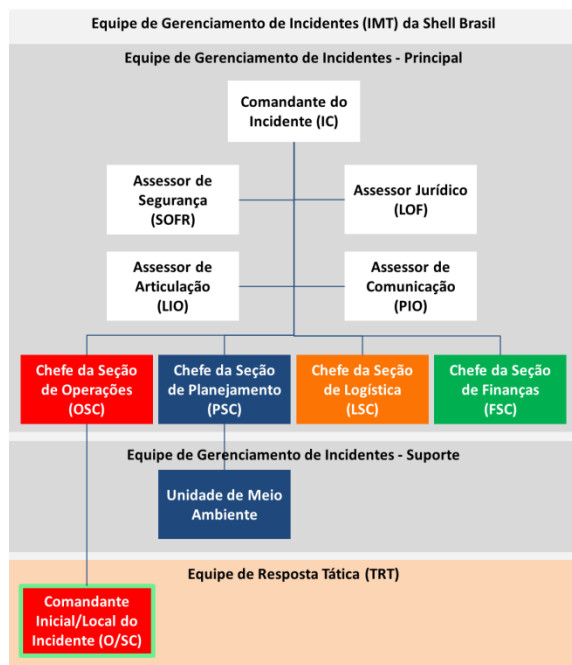 Equipe de Gerenciamento de Incidentes (IMT) da Shell Brasil
Equipe de Gerenciamento de Incidentes - Principal
Comandante do
Incidente (IC)
Assessor de
Segurança
(SOFR)
Assessor Jurídico
(LOF)
Assessor de
Articulação
(LIO)
Assessor de
Comunicação
(PIO)
Chefe da Seção
de Operações
(OSC)
Chefe da Seção
de Planejamento
(PSC)
Chefe da Seção
de Logística
(LSC)
Chefe da Seção
de Finanças
(FSC)
Equipe de Gerenciamento de Incidentes - Suporte
Unidade de Meio
Ambiente
Equipe de Resposta Tática (TRT)
Comandante
Inicial/Local do
Incidente (O/SC)